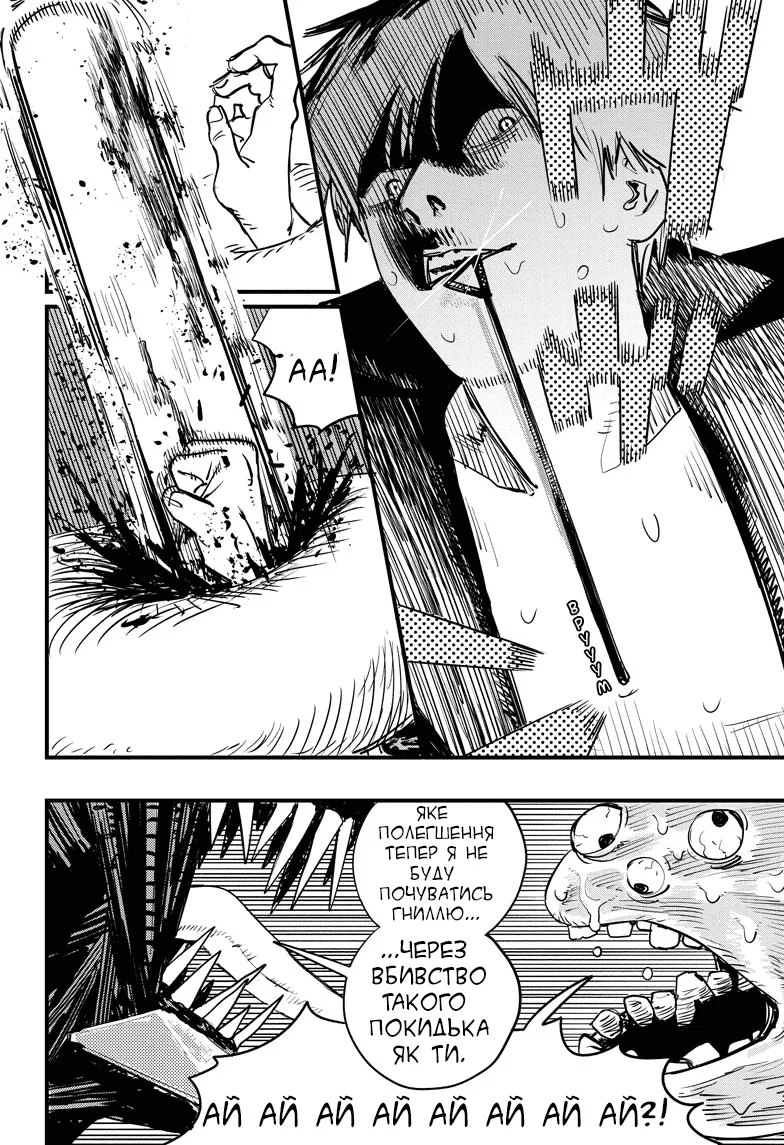 АА!
ВРУУУМ
ЯКЕ
ПОЛЕГШЕННЯ
ТЕПЕР Я НЕ
БУДУ
ПОЧУВАТИСЬ
ГНИЛЛЮ...
...ЧЕРЕЗ
ВБИВСТВО
ТАКОГО
ПОКИДЬКА
ЯК ТИ.
АЙ АЙ АЙ АЙ АЙ АЙ АЙ АЙ?!